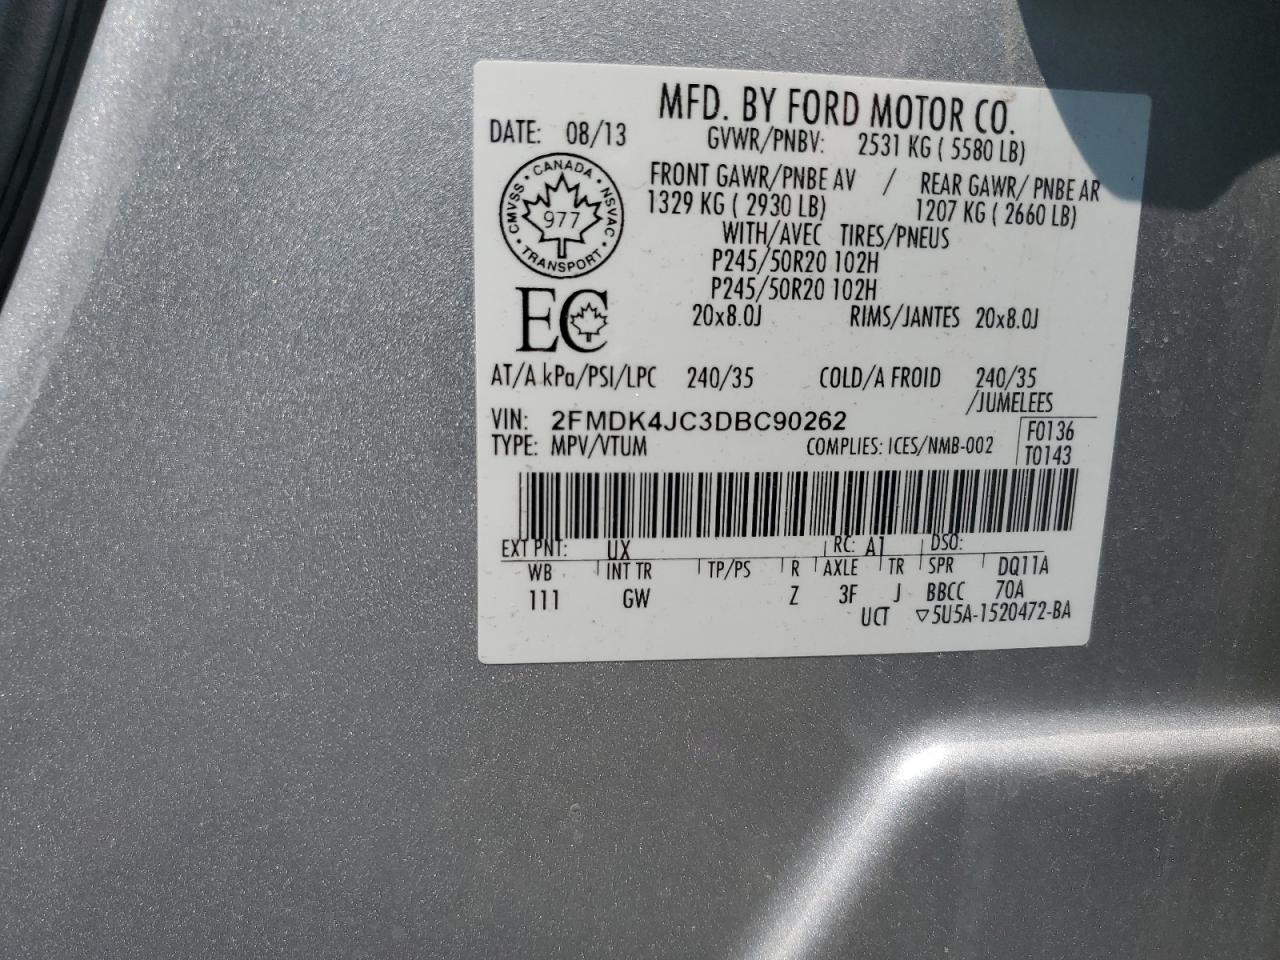 MFD. BY FORD MOTOR CO.
DATE: 08/13 GVWR/PNBV: 2531 KG ( 5580 LB)
FRONT GAWR/PNBE AV / REAR GAWR/ PNBE AR
1329 KG ( 2930 LB) 1207 KG ( 2660 LB)
WITH/AVEC TIRES/PNEUS
P245/50R20 102H
P245/50R20 102H
20x8.0J RIMS/JANTES 20x8.0J
CMVSS • CANADA • NSVAC • TRANSPORT •
977
EC
AT/A kPa/PSI/LPC 240/35 COLD/A FROID 240/35
/JUMELEES
VIN: 2FMDK4JC3DBC90262
F0136
TYPE: MPV/VTUM COMPLIES: ICES/NMB-002
T0143
EXT PNT: UX RC: A1 DSO:
WB INT TR TP/PS R AXLE TR SPR DQ11A
111 GW Z 3F J BBCC 70A
UCT ▽5U5A-1520472-BA